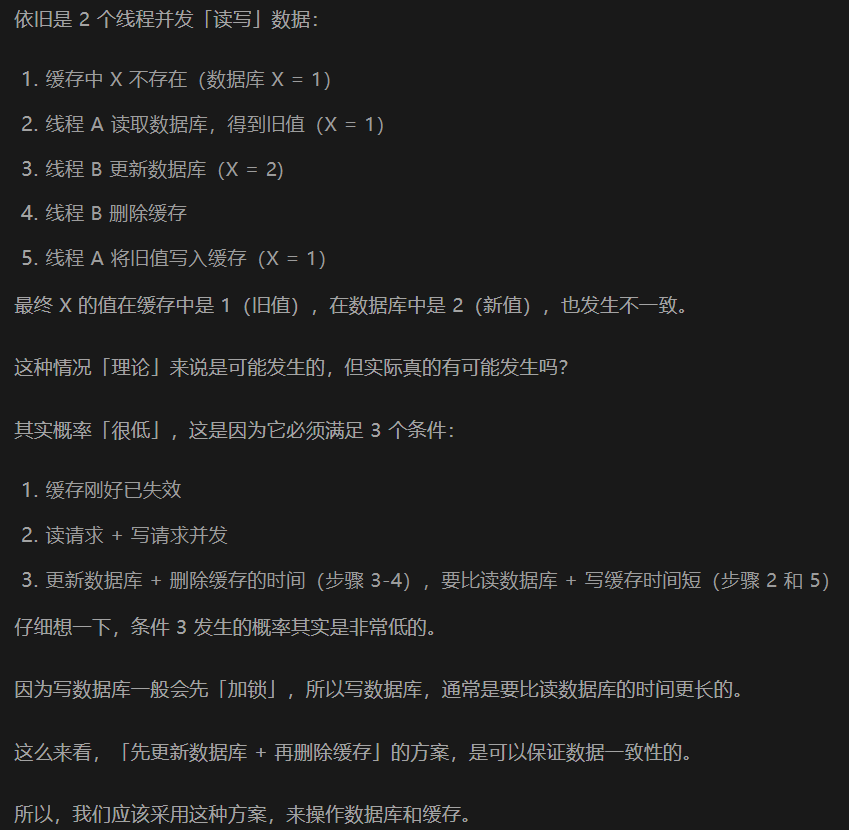 依旧是 2 个线程并发「读写」数据：
1. 缓存中 X 不存在（数据库 X = 1）
2. 线程 A 读取数据库，得到旧值（X = 1）
3. 线程 B 更新数据库（X = 2)
4. 线程 B 删除缓存
5. 线程 A 将旧值写入缓存（X = 1）
最终 X 的值在缓存中是 1（旧值），在数据库中是 2（新值），也发生不一致。
这种情况「理论」来说是可能发生的，但实际真的有可能发生吗？
其实概率「很低」，这是因为它必须满足 3 个条件：
1. 缓存刚好已失效
2. 读请求 + 写请求并发
3. 更新数据库 + 删除缓存的时间（步骤 3-4），要比读数据库 + 写缓存时间短（步骤 2 和 5）
仔细想一下，条件 3 发生的概率其实是非常低的。
因为写数据库一般会先「加锁」，所以写数据库，通常是要比读数据库的时间更长的。
这么来看，「先更新数据库 + 再删除缓存」的方案，是可以保证数据一致性的。
所以，我们应该采用这种方案，来操作数据库和缓存。